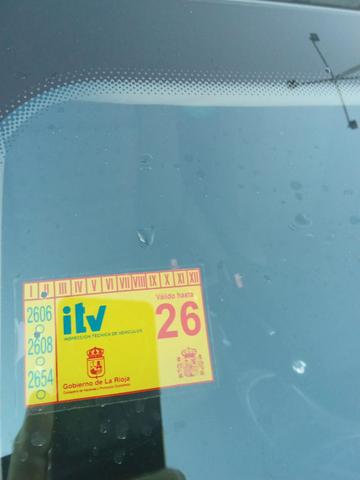 I II III IV V VI VII VIII IX X XI XII
2606
2608
2654
itv
INSPECCIÓN TÉCNICA DE VEHÍCULOS
Válido hasta
26
Gobierno de La Rioja